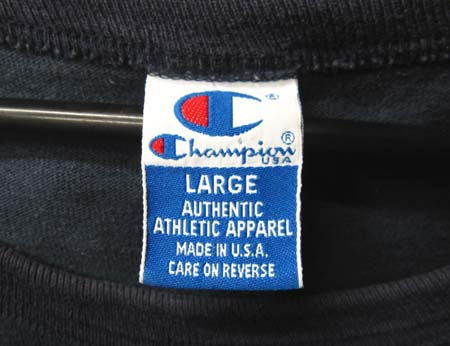 C ®
Champion ®
USA
LARGE
AUTHENTIC
ATHLETIC APPAREL
MADE IN U.S.A.
CARE ON REVERSE